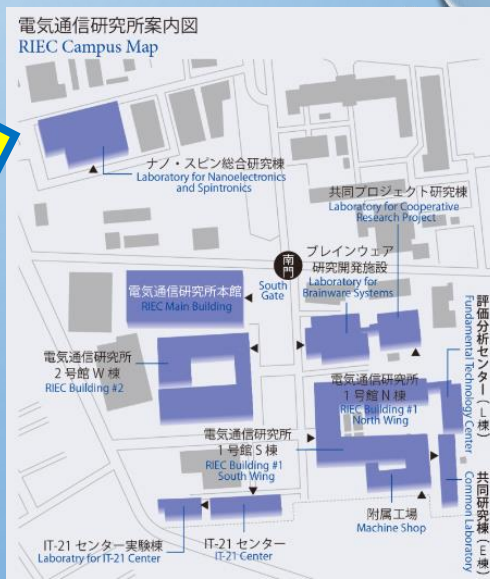 電気通信研究所案内図
RIEC Campus Map
ナノ・スピン総合研究棟
Laboratory for Nanoelectronics
and Spintronics
共同プロジェクト研究棟
Laboratory for Cooperative
Research Project
南門
South
Gate
ブレインウェア
研究開発施設
Laboratory for
Brainware Systems
電気通信研究所本館
RIEC Main Building
評価分析センター(L棟)
Fundamental Technology Center
電気通信研究所
2号館W棟
RIEC Building #2
電気通信研究所
1号館N棟
RIEC Building #1
North Wing
電気通信研究所
1号館S棟
RIEC Building #1
South Wing
附属工場
Machine Shop
共同研究棟(E棟)
Common Laboratory
IT-21 センター実験棟
Laboratry for IT-21 Center
IT-21 センター
IT-21 Center